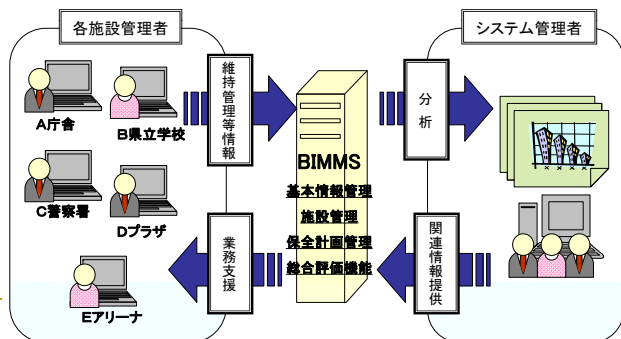 各施設管理者
システム管理者
維持管理等情報
分析
A庁舎
B県立学校
BIMMS
基本情報管理
施設管理
保全計画管理
総合評価機能
C警察署
Dプラザ
業務支援
関連情報提供
Eアリーナ